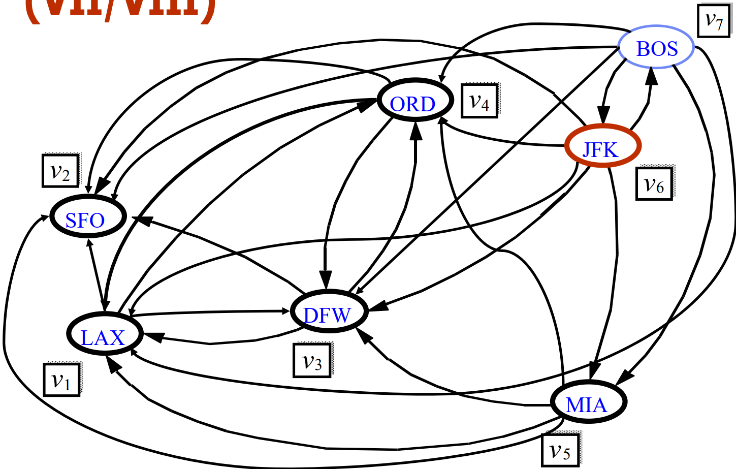 (vii/viii)
v7
BOS
ORD
v4
JFK
v2
v6
SFO
DFW
LAX
v3
v1
MIA
v5